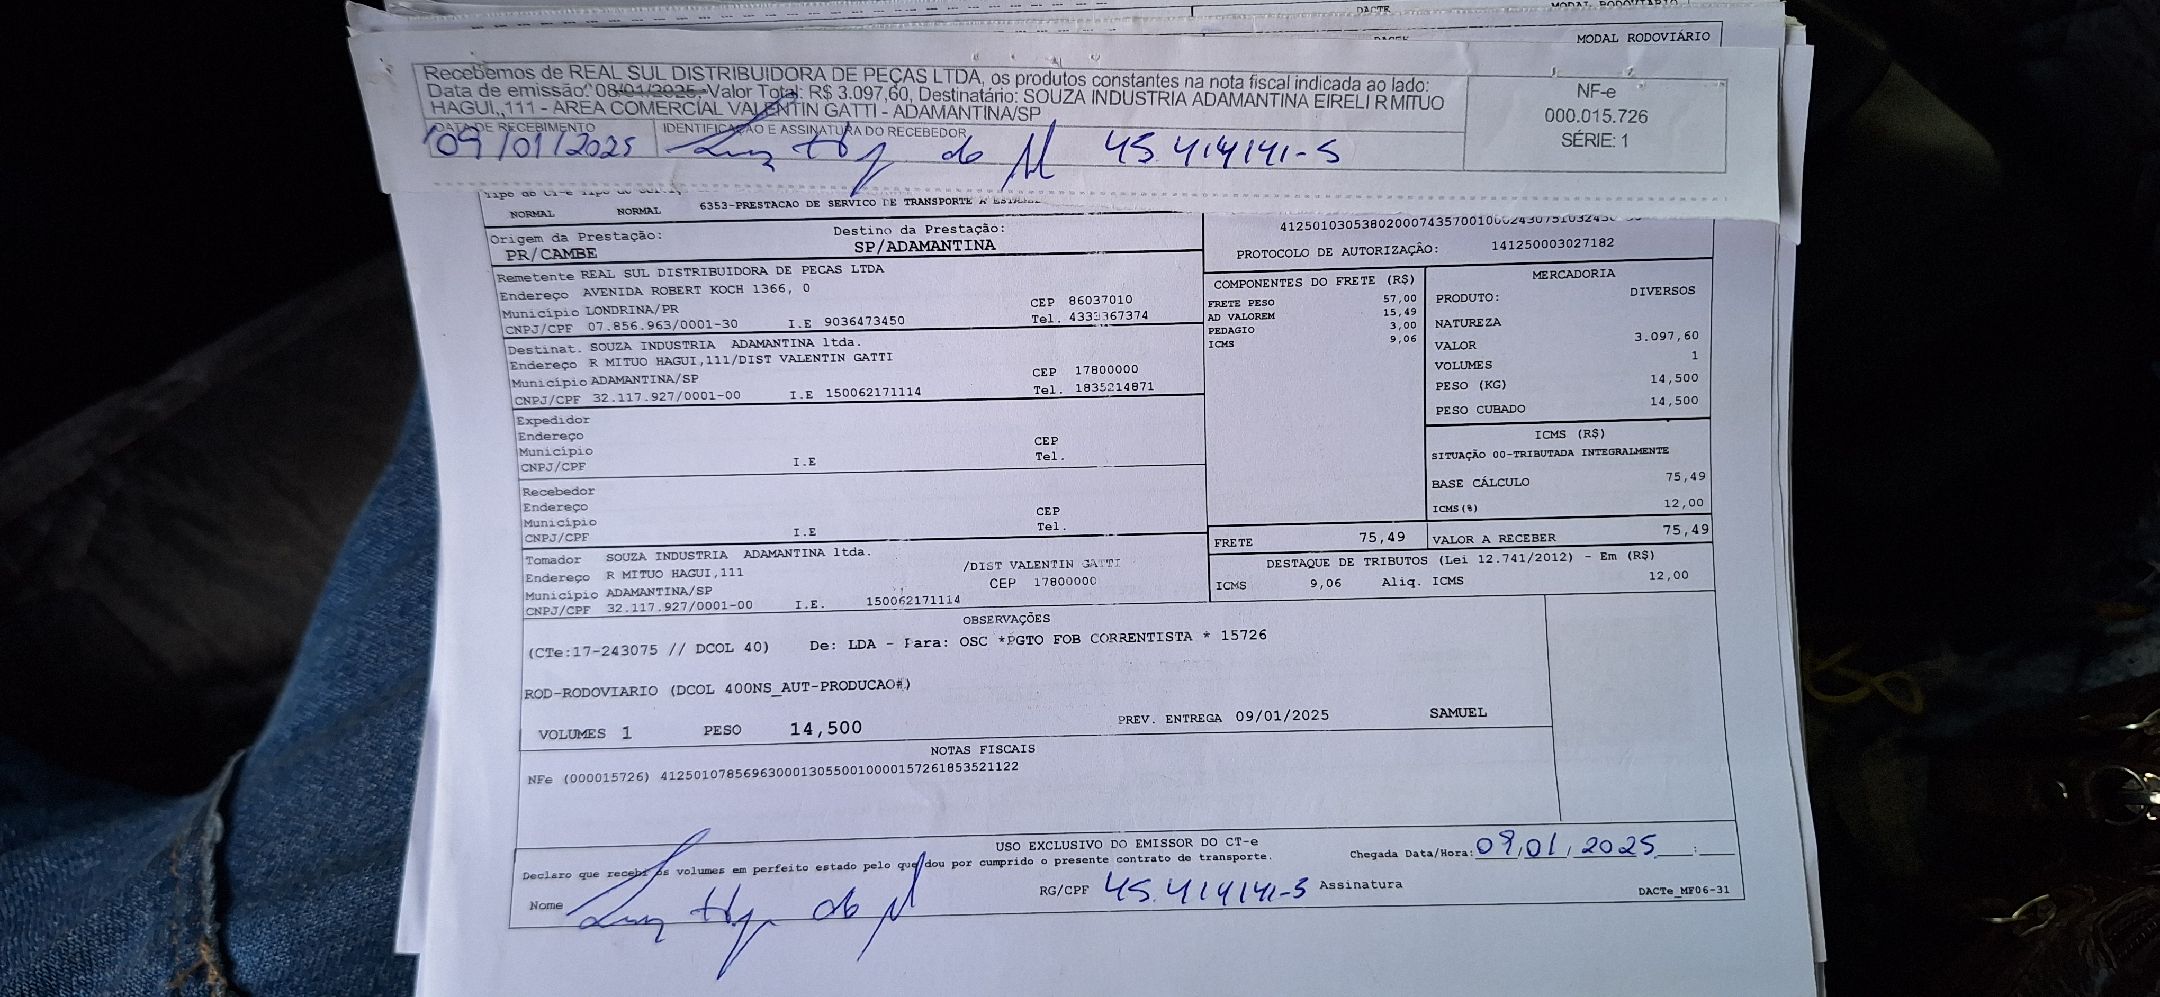 DACTE
MODAL RODOVIÁRIO
MODAL RODOVIÁRIO
Recebemos de REAL SUL DISTRIBUIDORA DE PEÇAS LTDA, os produtos constantes na nota fiscal indicada ao lado:
Data de emissão: 08/01/2025 Valor Total: R$ 3.097,60, Destinatário: SOUZA INDUSTRIA ADAMANTINA EIRELI R MITUO
HAGUI,,111 - AREA COMERCIAL VALENTIN GATTI - ADAMANTINA/SP
NF-e
000.015.726
SÉRIE: 1
DATA DE RECEBIMENTO
IDENTIFICAÇÃO E ASSINATURA DO RECEBEDOR
09/01/2025
45 414141-5
NORMAL NORMAL 6353-PRESTACAO DE SERVICO DE TRANSPORTE A
Origem da Prestação: Destino da Prestação:
PR/CAMBE SP/ADAMANTINA
PROTOCOLO DE AUTORIZAÇÃO: 141250003027182
Remetente REAL SUL DISTRIBUIDORA DE PECAS LTDA
Endereço AVENIDA ROBERT KOCH 1366, 0
Município LONDRINA/PR CEP 86037010
CNPJ/CPF 07.856.963/0001-30 I.E 9036473450 Tel. 4333367374
Destinat. SOUZA INDUSTRIA ADAMANTINA ltda.
Endereço R MITUO HAGUI,111/DIST VALENTIN GATTI
Município ADAMANTINA/SP CEP 17800000
CNPJ/CPF 32.117.927/0001-00 I.E 150062171114 Tel. 1835214871
Expedidor
Endereço
Município CEP
CNPJ/CPF I.E Tel.
Recebedor
Endereço
Município CEP
CNPJ/CPF I.E Tel.
Tomador SOUZA INDUSTRIA ADAMANTINA ltda.
Endereço R MITUO HAGUI,111 /DIST VALENTIN GATTI
Município ADAMANTINA/SP CEP 17800000
CNPJ/CPF 32.117.927/0001-00 I.E. 150062171114
COMPONENTES DO FRETE (R$)
FRETE PESO 57,00
AD VALOREM 15,49
PEDAGIO 3,00
ICMS 9,06
MERCADORIA
PRODUTO: DIVERSOS
NATUREZA
VALOR 3.097,60
VOLUMES 1
PESO (KG) 14,500
PESO CUBADO 14,500
ICMS (R$)
SITUAÇÃO 00-TRIBUTADA INTEGRALMENTE
BASE CÁLCULO 75,49
ICMS(%) 12,00
FRETE 75,49 VALOR A RECEBER 75,49
DESTAQUE DE TRIBUTOS (Lei 12.741/2012) - Em (R$)
ICMS 9,06 Aliq. ICMS 12,00
OBSERVAÇÕES
(CTe:17-243075 // DCOL 40) De: LDA - Para: OSC *PGTO FOB CORRENTISTA * 15726
ROD-RODOVIARIO (DCOL 400NS_AUT-PRODUCAO#)
VOLUMES 1 PESO 14,500 PREV. ENTREGA 09/01/2025 SAMUEL
NOTAS FISCAIS
NFe (000015726) 41250107856963000130550010000157261853521122
USO EXCLUSIVO DO EMISSOR DO CT-e
Declaro que recebi os volumes em perfeito estado pelo que dou por cumprido o presente contrato de transporte.
Chegada Data/Hora: 09/01/2025 :
Nome RG/CPF 45.414141-5 Assinatura
DACTe_MF06-31